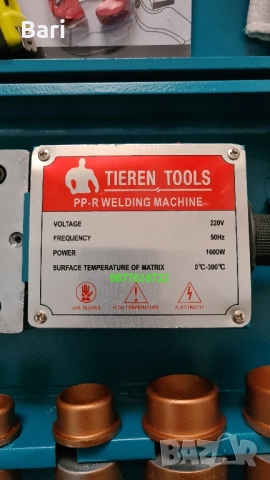 Bari
TIEREN TOOLS
PP-R WELDING MACHINE
VOLTAGE 220V
FREQUENCY 50Hz
POWER 1600W
SURFACE TEMPERATURE OF MATRIX 0°C-300°C
USE GLOVES HIGH TEMPERATURE ELECTRICITY
BAZAR